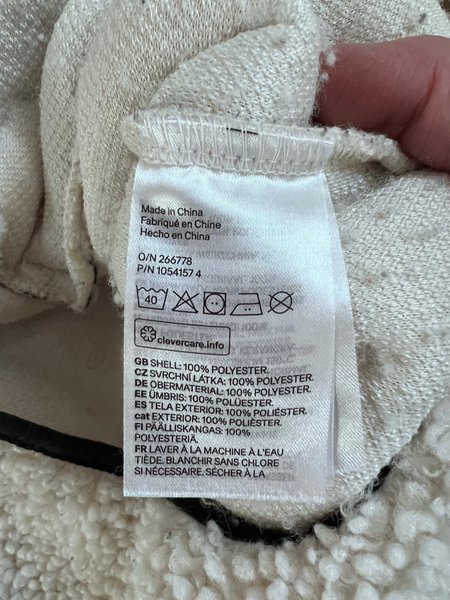 Made in China
Fabriqué en Chine
Hecho en China
O/N 266778
P/N 1054157 4
40
clevercare.info
GB SHELL: 100% POLYESTER.
CZ SVRCHNÍ LÁTKA: 100% POLYESTER.
DE OBERMATERIAL: 100% POLYESTER.
EE ÜMBRIS: 100% POLÜESTER.
ES TELA EXTERIOR: 100% POLIÉSTER.
cat EXTERIOR: 100% POLIÈSTER.
FI PÄÄLLISKANGAS: 100%
POLYESTERIÄ.
FR LAVER À LA MACHINE À L'EAU
TIÈDE. BLANCHIR SANS CHLORE
SI NÉCESSAIRE. SÉCHER À LA